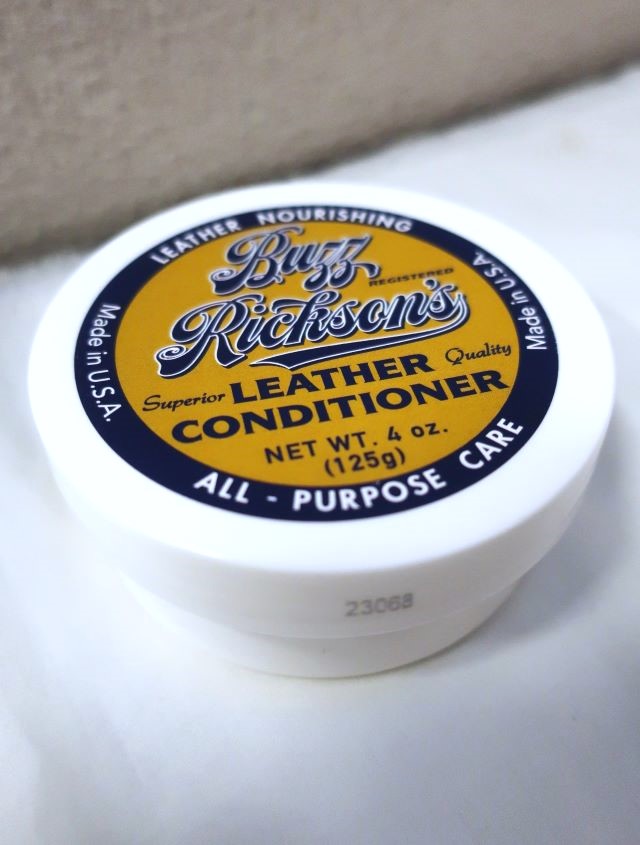 LEATHER NOURISHING
Buzz
REGISTERED
Rickson's
Made in U.S.A.
Made in U.S.A.
Superior LEATHER Quality
CONDITIONER
NET WT. 4 oz.
(125g)
ALL - PURPOSE CARE
23068